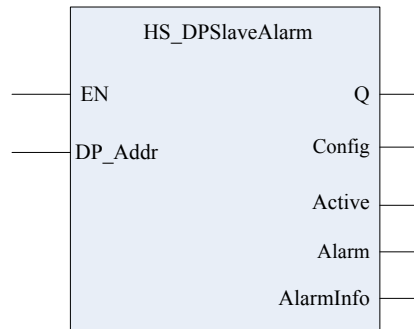 HS_DPSlaveAlarm
EN
Q
DP_Addr
Config
Active
Alarm
AlarmInfo